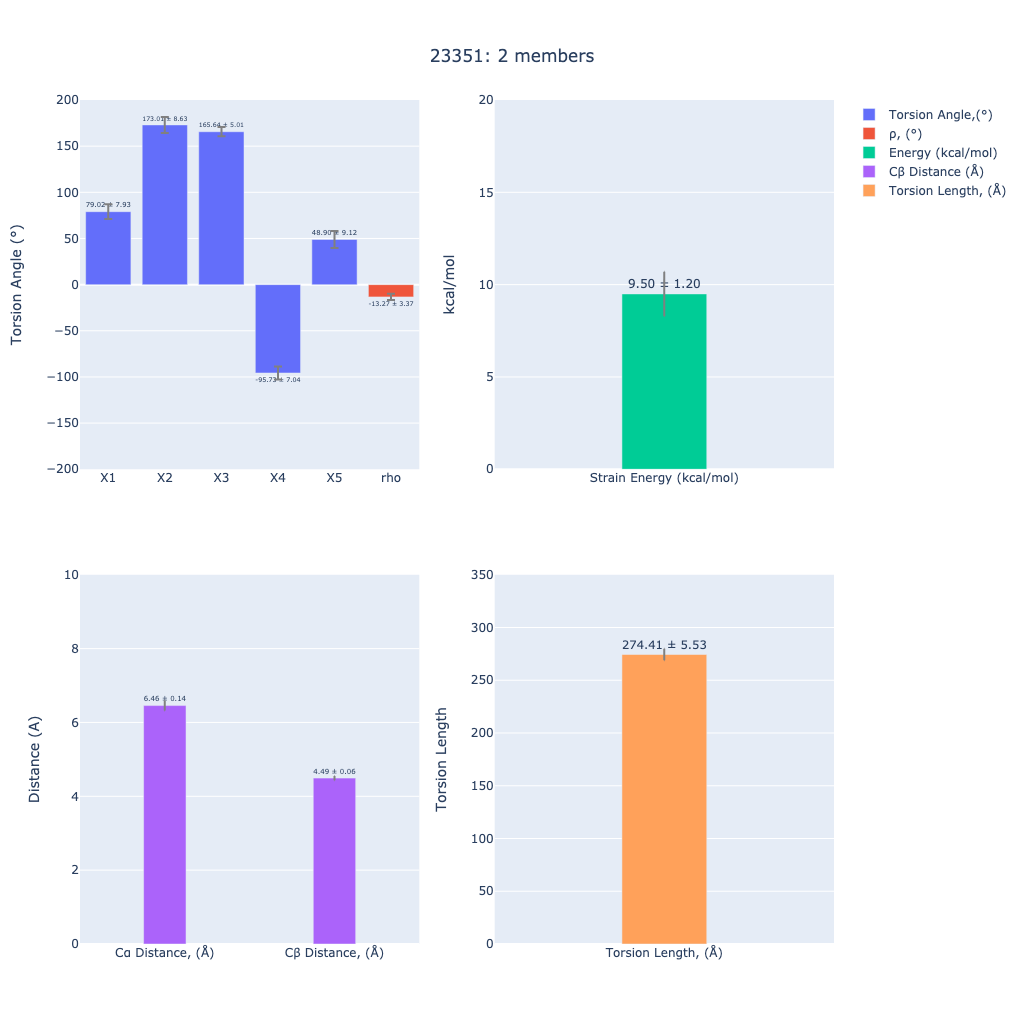 23351: 2 members
200
150
100
50
0
−50
−100
−150
−200
Torsion Angle (°)
79.02 ± 7.93
173.01 ± 8.63
165.64 ± 5.01
-95.73 ± 7.04
48.90 ± 9.12
-13.27 ± 3.37
X1
X2
X3
X4
X5
rho
20
15
10
5
0
kcal/mol
9.50 ± 1.20
Strain Energy (kcal/mol)
Torsion Angle,(°)
ρ, (°)
Energy (kcal/mol)
Cβ Distance (Å)
Torsion Length, (Å)
10
8
6
4
2
0
Distance (A)
6.46 ± 0.14
4.49 ± 0.06
Cα Distance, (Å)
Cβ Distance, (Å)
350
300
250
200
150
100
50
0
Torsion Length
274.41 ± 5.53
Torsion Length, (Å)